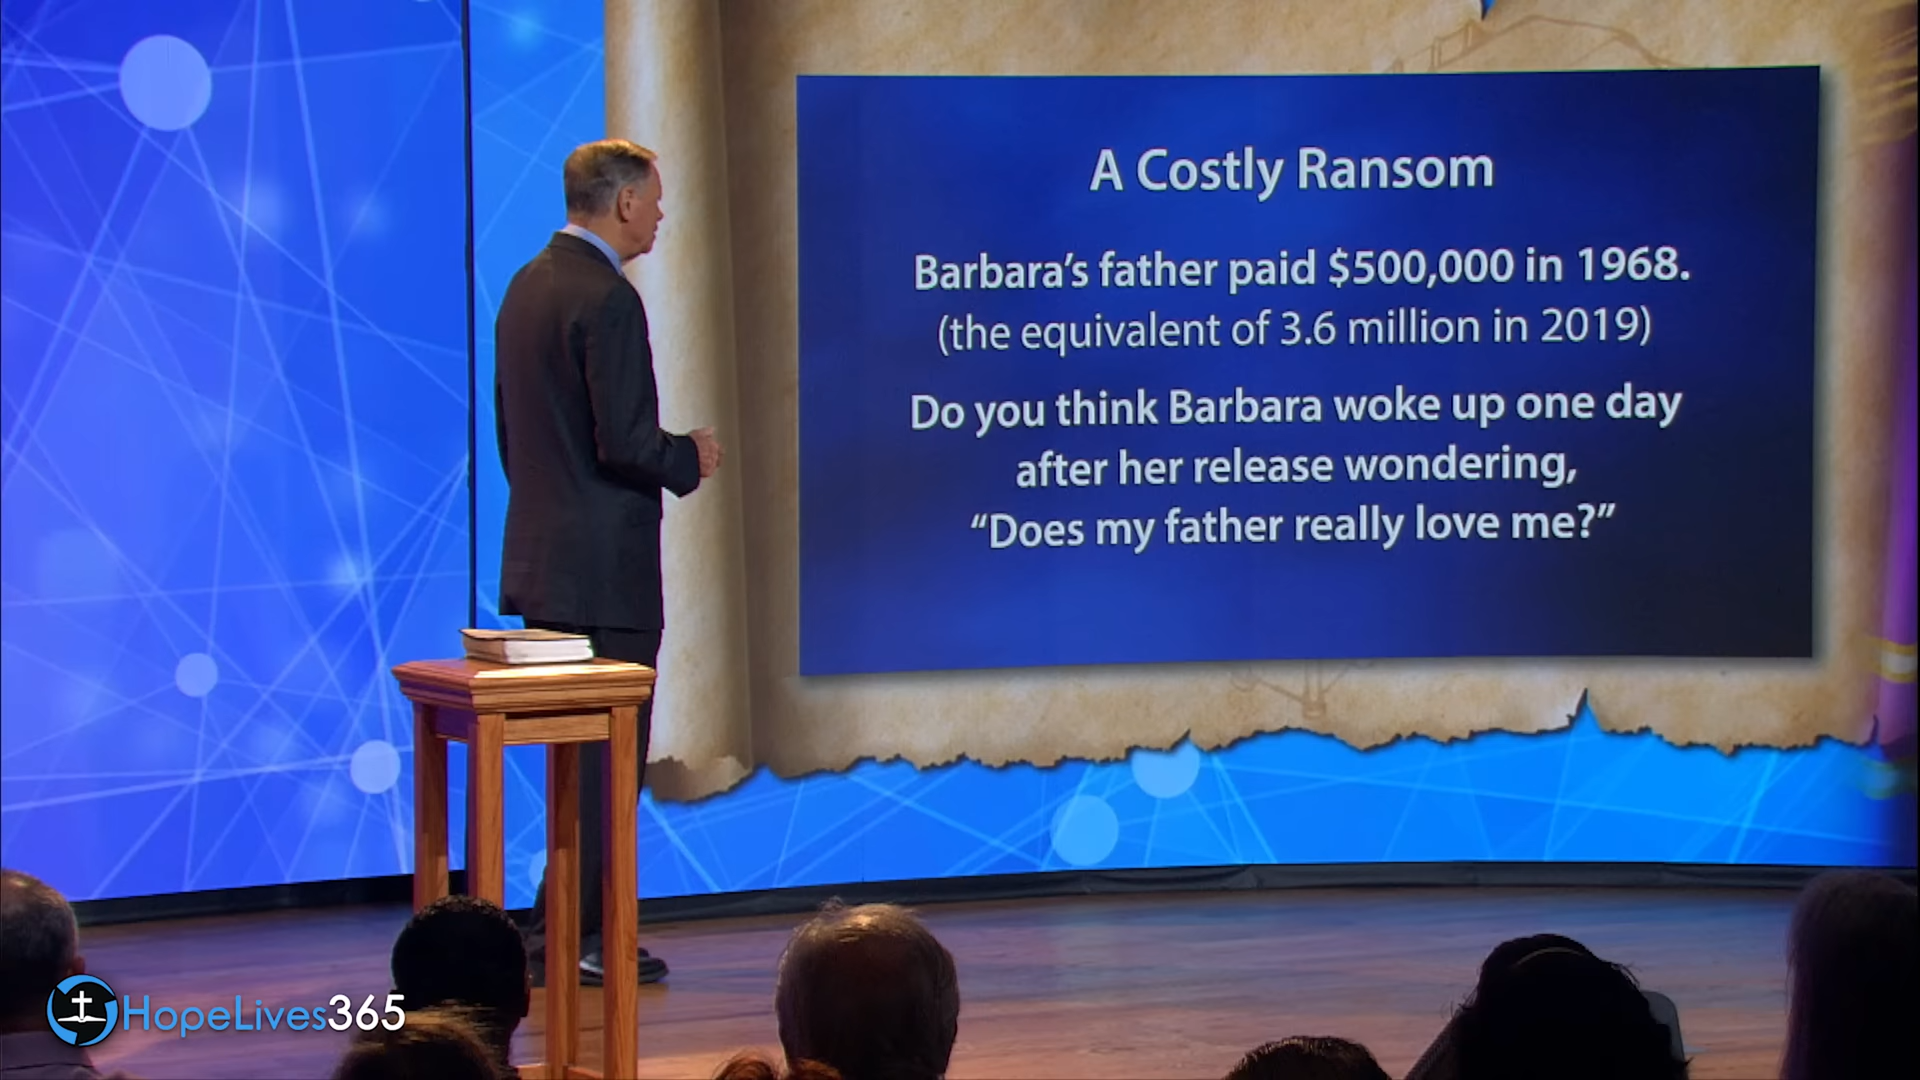 A Costly Ransom
Barbara's father paid $500,000 in 1968.
(the equivalent of 3.6 million in 2019)
Do you think Barbara woke up one day
after her release wondering,
“Does my father really love me?”
HopeLives365